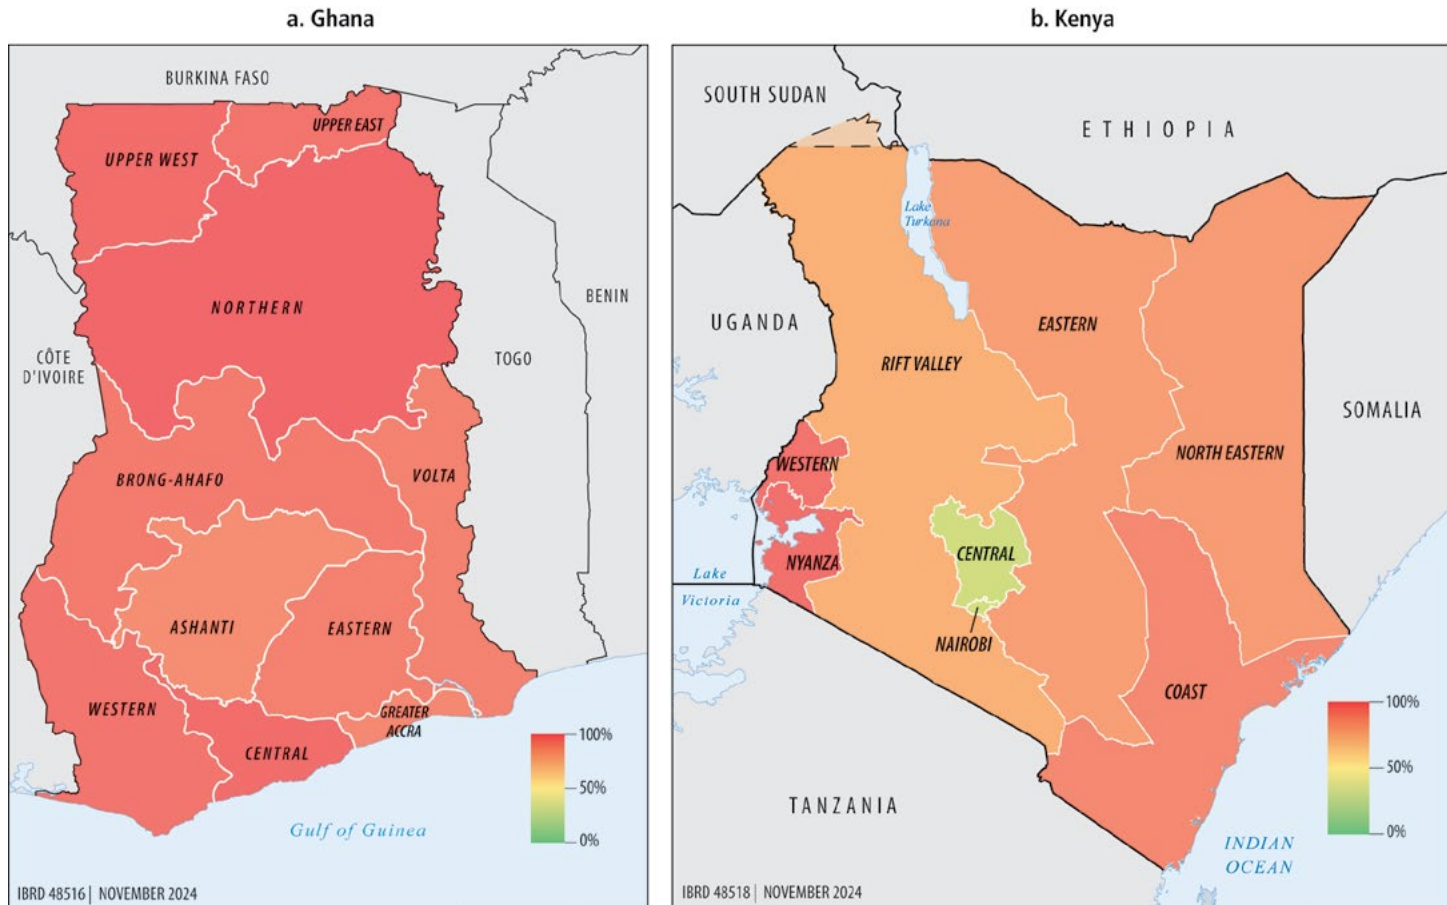 a. Ghana
BURKINA FASO
UPPER EAST
UPPER WEST
NORTHERN
BENIN
CÔTE
D'IVOIRE
TOGO
BRONG-AHAFO
VOLTA
ASHANTI
EASTERN
WESTERN
GREATER
ACCRA
CENTRAL
100%
50%
0%
Gulf of Guinea
IBRD 48516 | NOVEMBER 2024
b. Kenya
SOUTH SUDAN
ETHIOPIA
Lake
Turkana
UGANDA
EASTERN
RIFT VALLEY
SOMALIA
NORTH EASTERN
WESTERN
CENTRAL
NYANZA
Lake
Victoria
NAIROBI
COAST
100%
50%
0%
TANZANIA
INDIAN
OCEAN
IBRD 48518 | NOVEMBER 2024